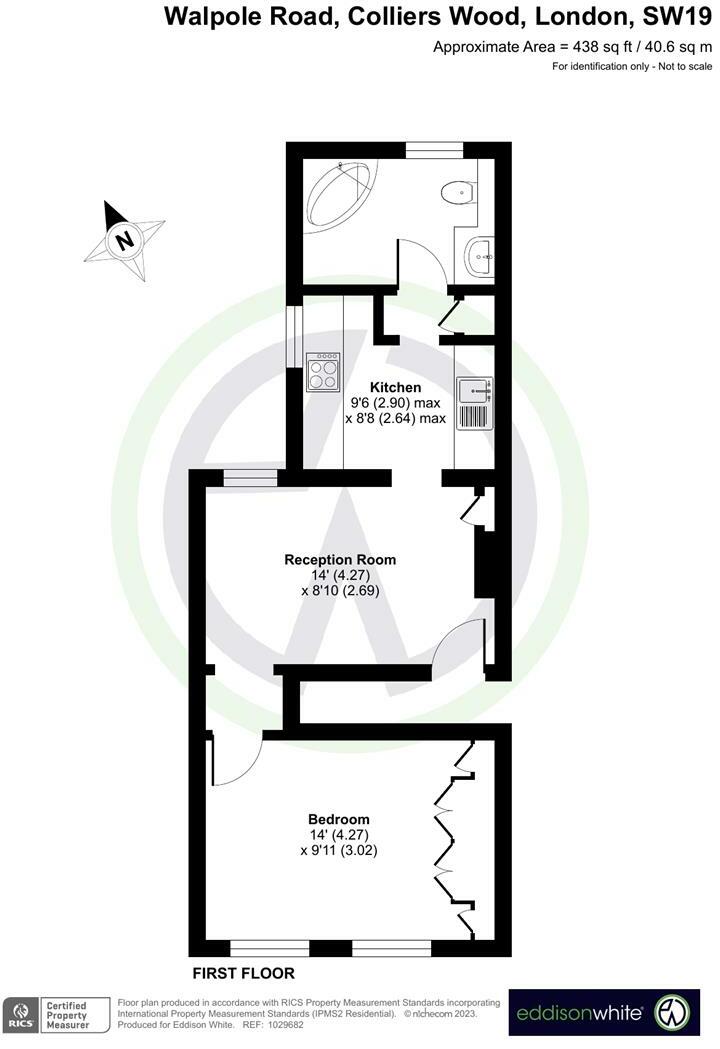 Walpole Road, Colliers Wood, London, SW19
Approximate Area = 438 sq ft / 40.6 sq m
For identification only - Not to scale
N
Kitchen
9'6 (2.90) max
x 8'8 (2.64) max
Reception Room
14' (4.27)
x 8'10 (2.69)
Bedroom
14' (4.27)
x 9'11 (3.02)
FIRST FLOOR
RICS
Certified
Property
Measurer
Floor plan produced in accordance with RICS Property Measurement Standards incorporating
International Property Measurement Standards (IPMS2 Residential). © nichecom 2023.
Produced for Eddison White. REF: 1029682
eddisonwhite